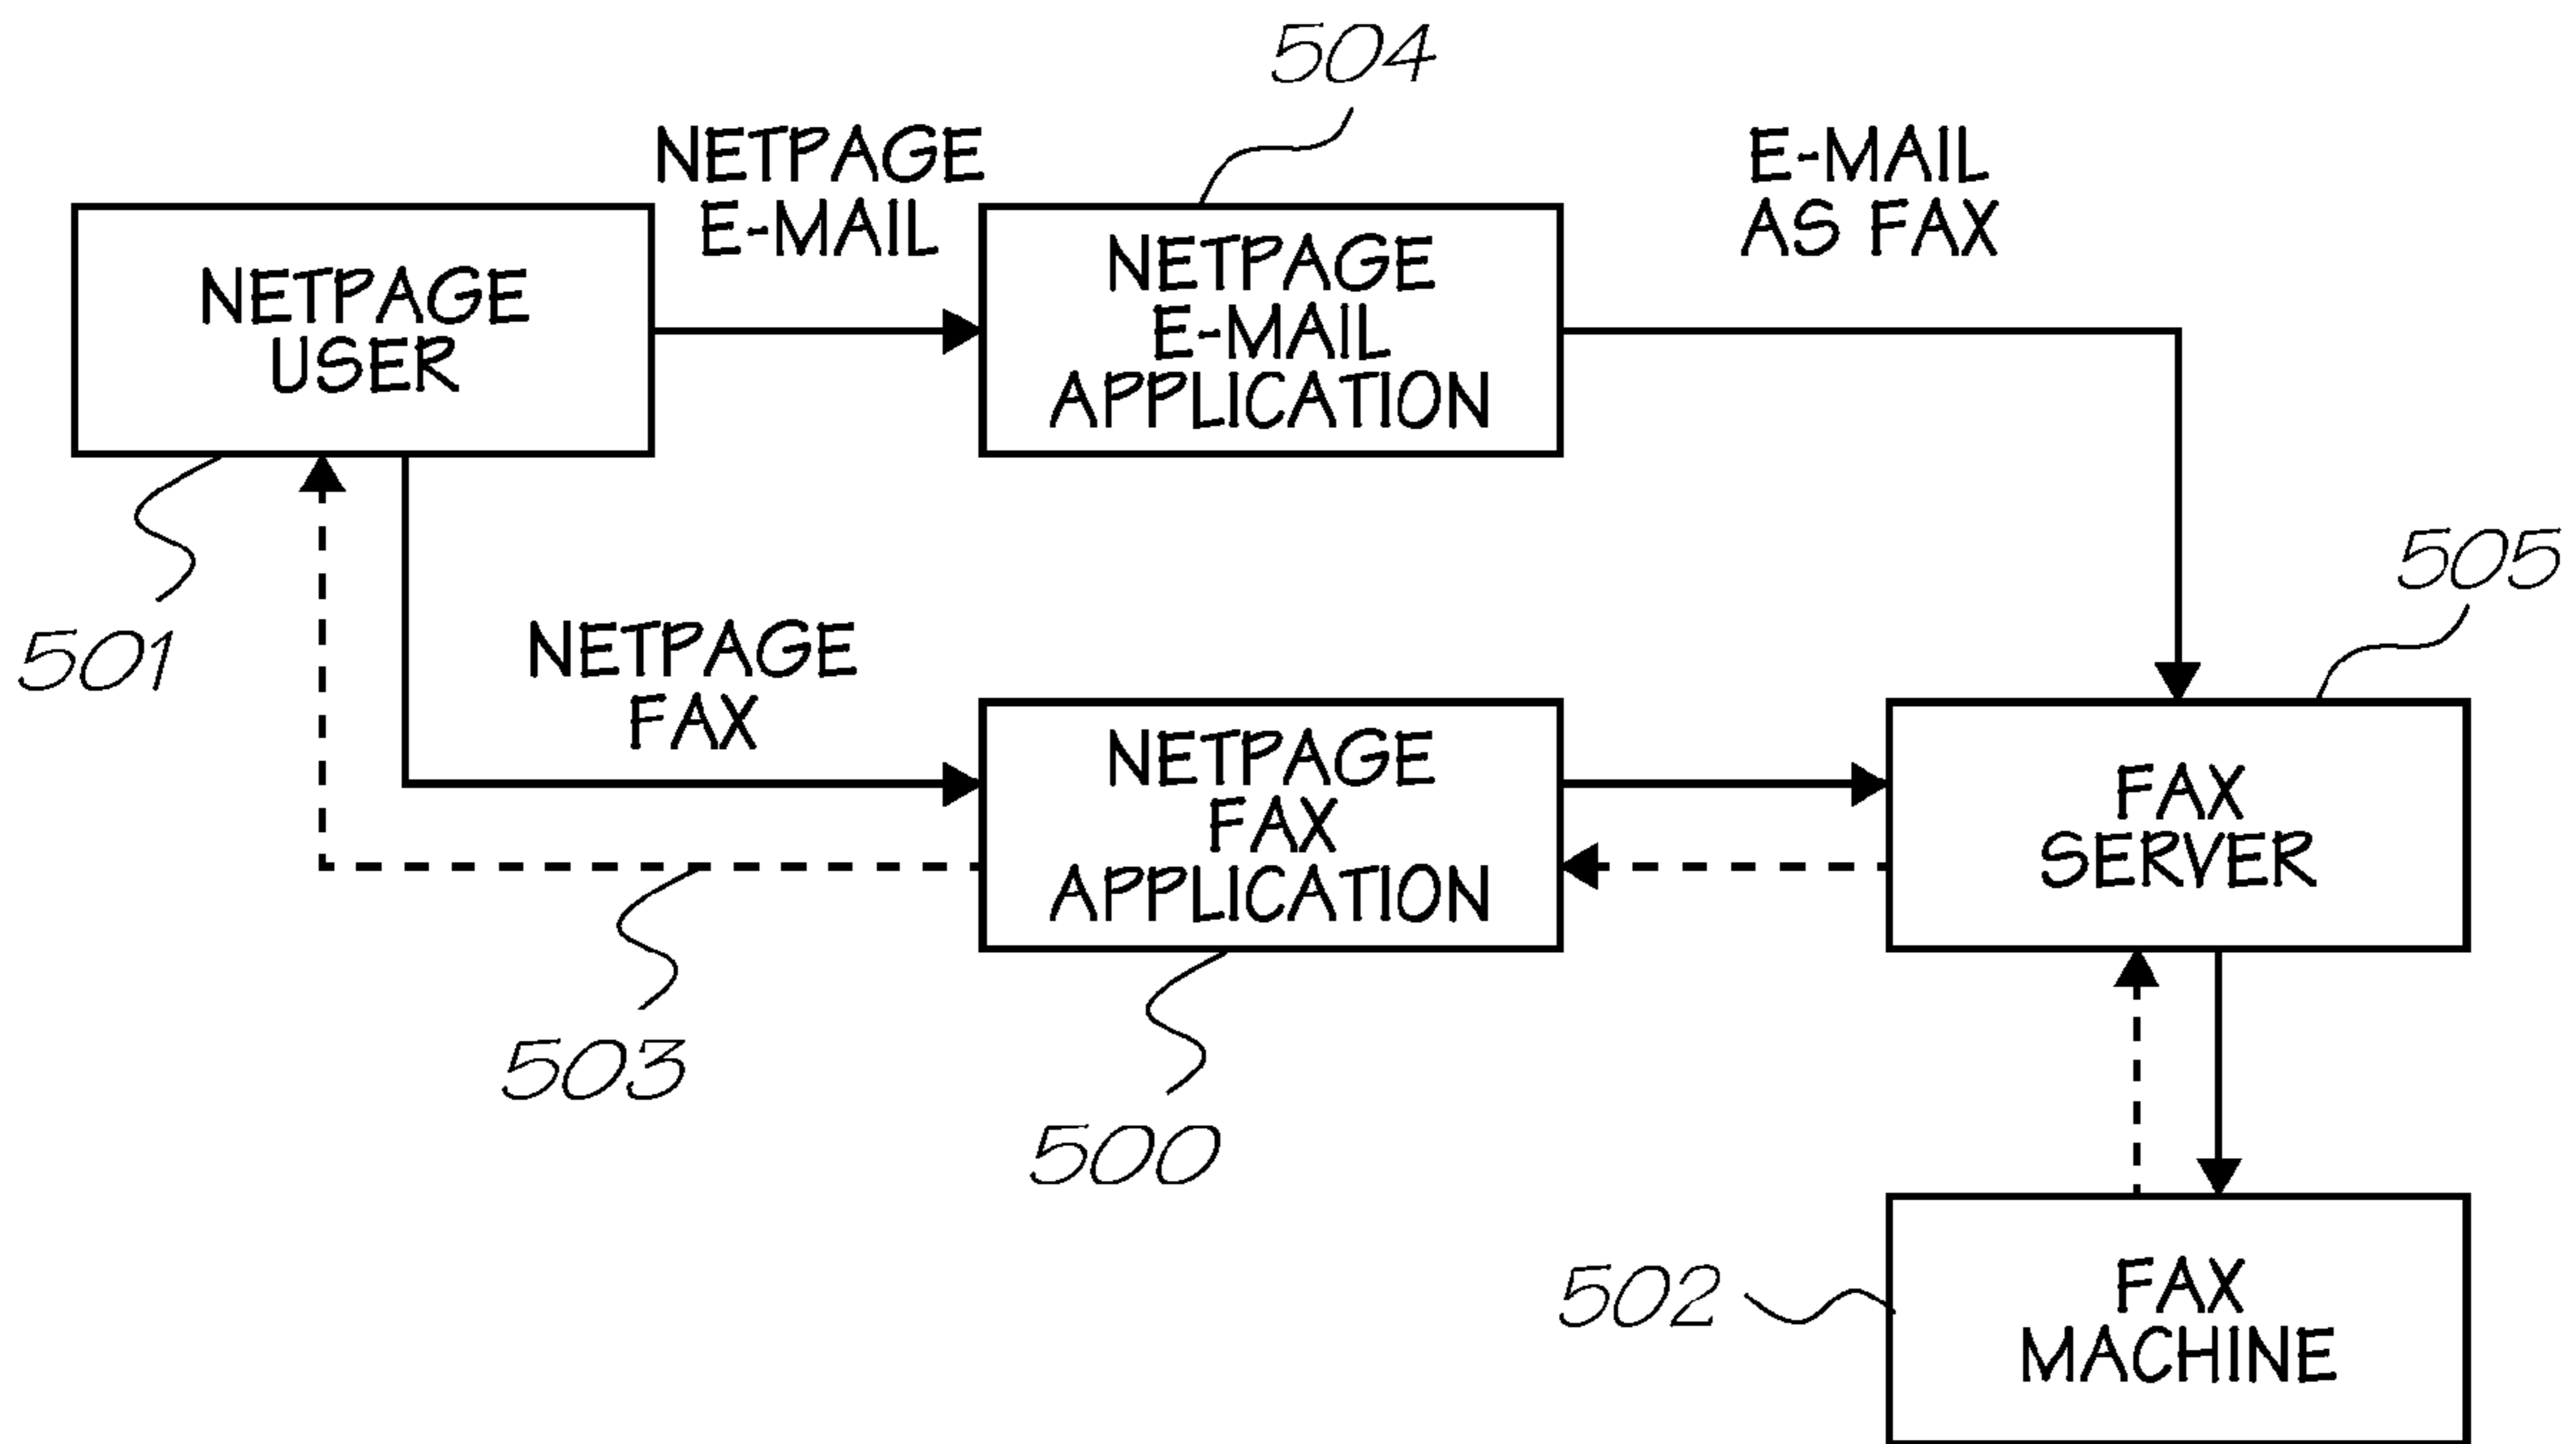 504
NETPAGE
E-MAIL
E-MAIL
AS FAX
NETPAGE
USER
NETPAGE
E-MAIL
APPLICATION
501
505
NETPAGE
FAX
NETPAGE
FAX
APPLICATION
FAX
SERVER
503
500
502
FAX
MACHINE